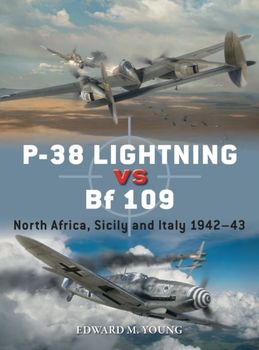 P-38 LIGHTNING
VS
Bf 109
North Africa, Sicily and Italy 1942–43
EDWARD M. YOUNG